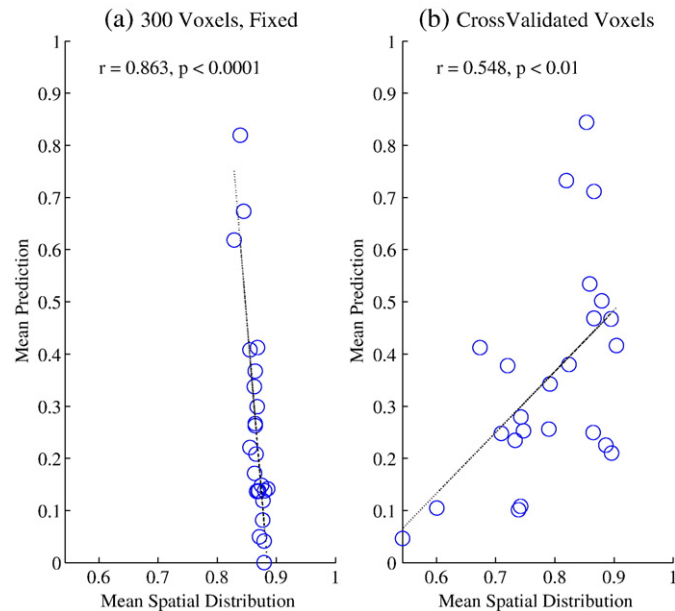 (a) 300 Voxels, Fixed
r = 0.863, p < 0.0001
Mean Prediction
1
0.9
0.8
0.7
0.6
0.5
0.4
0.3
0.2
0.1
0
0.6 0.7 0.8 0.9 1
Mean Spatial Distribution
(b) CrossValidated Voxels
r = 0.548, p < 0.01
Mean Prediction
1
0.9
0.8
0.7
0.6
0.5
0.4
0.3
0.2
0.1
0
0.6 0.7 0.8 0.9 1
Mean Spatial Distribution